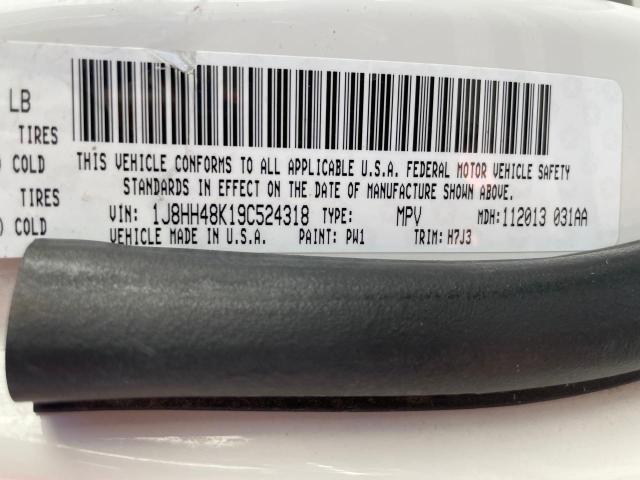 LB
TIRES
) COLD
TIRES
) COLD
THIS VEHICLE CONFORMS TO ALL APPLICABLE U.S.A. FEDERAL MOTOR VEHICLE SAFETY
STANDARDS IN EFFECT ON THE DATE OF MANUFACTURE SHOWN ABOVE.
VIN: 1J8HH48K19C524318 TYPE: MPV MDH:112013 031AA
VEHICLE MADE IN U.S.A. PAINT: PW1 TRIM: H7J3